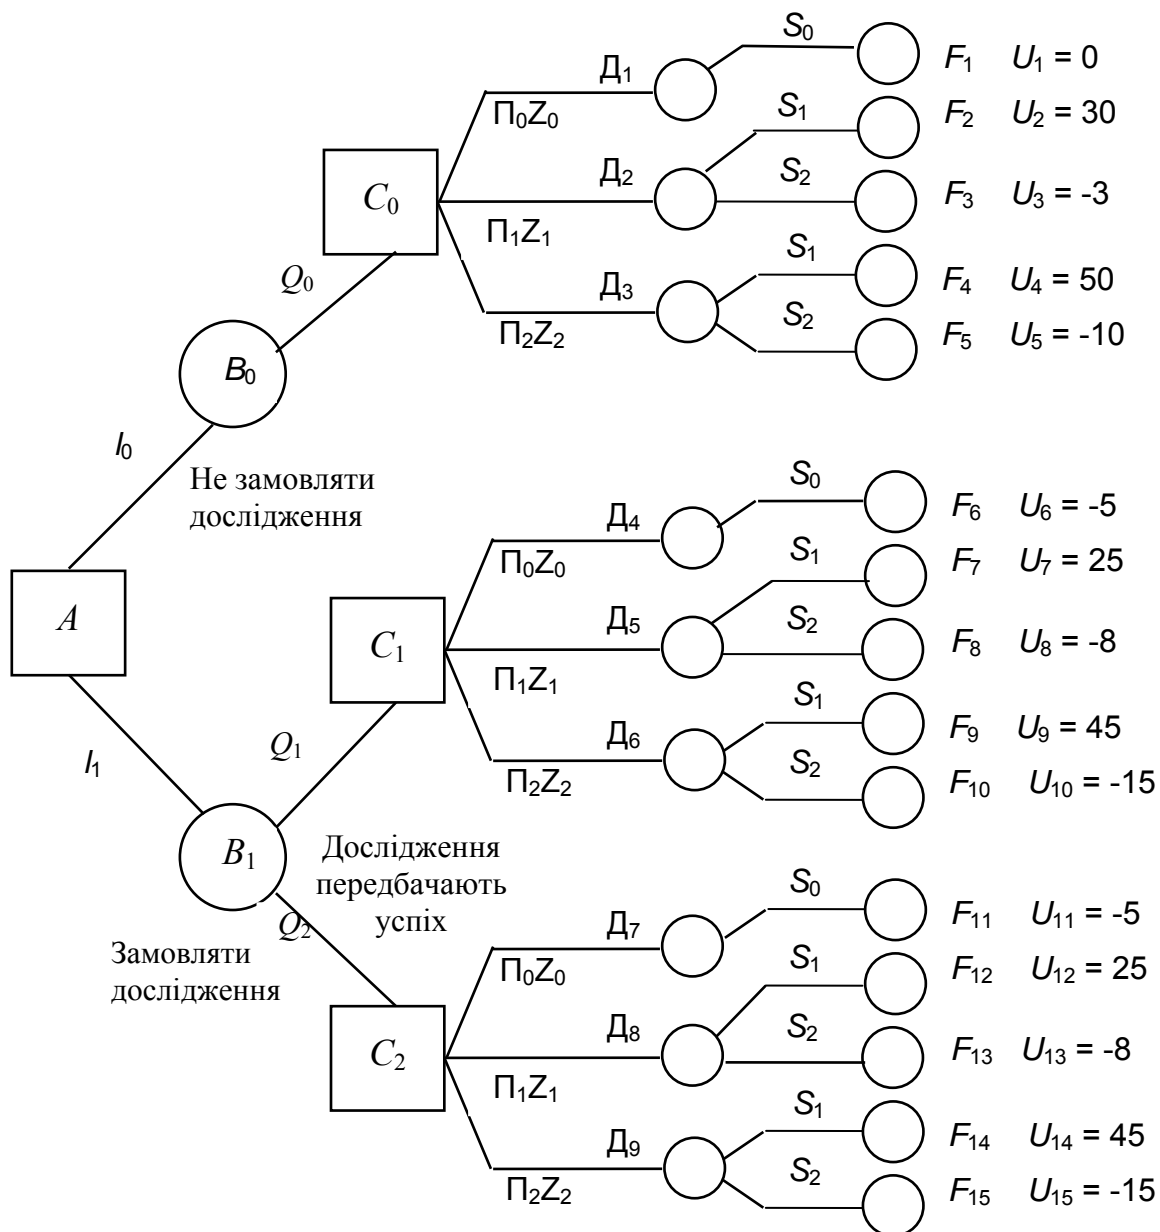 S₀
F₁ U₁ = 0
Д₁
П₀Z₀
S₁
F₂ U₂ = 30
C₀
Д₂
S₂
F₃ U₃ = -3
П₁Z₁
S₁
Q₀
Д₃
F₄ U₄ = 50
S₂
П₂Z₂
F₅ U₅ = -10
B₀
I₀
Не замовляти
дослідження
S₀
F₆ U₆ = -5
Д₄
П₀Z₀
S₁
F₇ U₇ = 25
A
C₁
Д₅
S₂
F₈ U₈ = -8
П₁Z₁
S₁
I₁
Q₁
Д₆
F₉ U₉ = 45
S₂
П₂Z₂
F₁₀ U₁₀ = -15
B₁
Дослідження
передбачають
успіх
S₀
F₁₁ U₁₁ = -5
Q₂
Д₇
Замовляти
дослідження
П₀Z₀
S₁
F₁₂ U₁₂ = 25
C₂
Д₈
S₂
F₁₃ U₁₃ = -8
П₁Z₁
S₁
Д₉
F₁₄ U₁₄ = 45
S₂
П₂Z₂
F₁₅ U₁₅ = -15